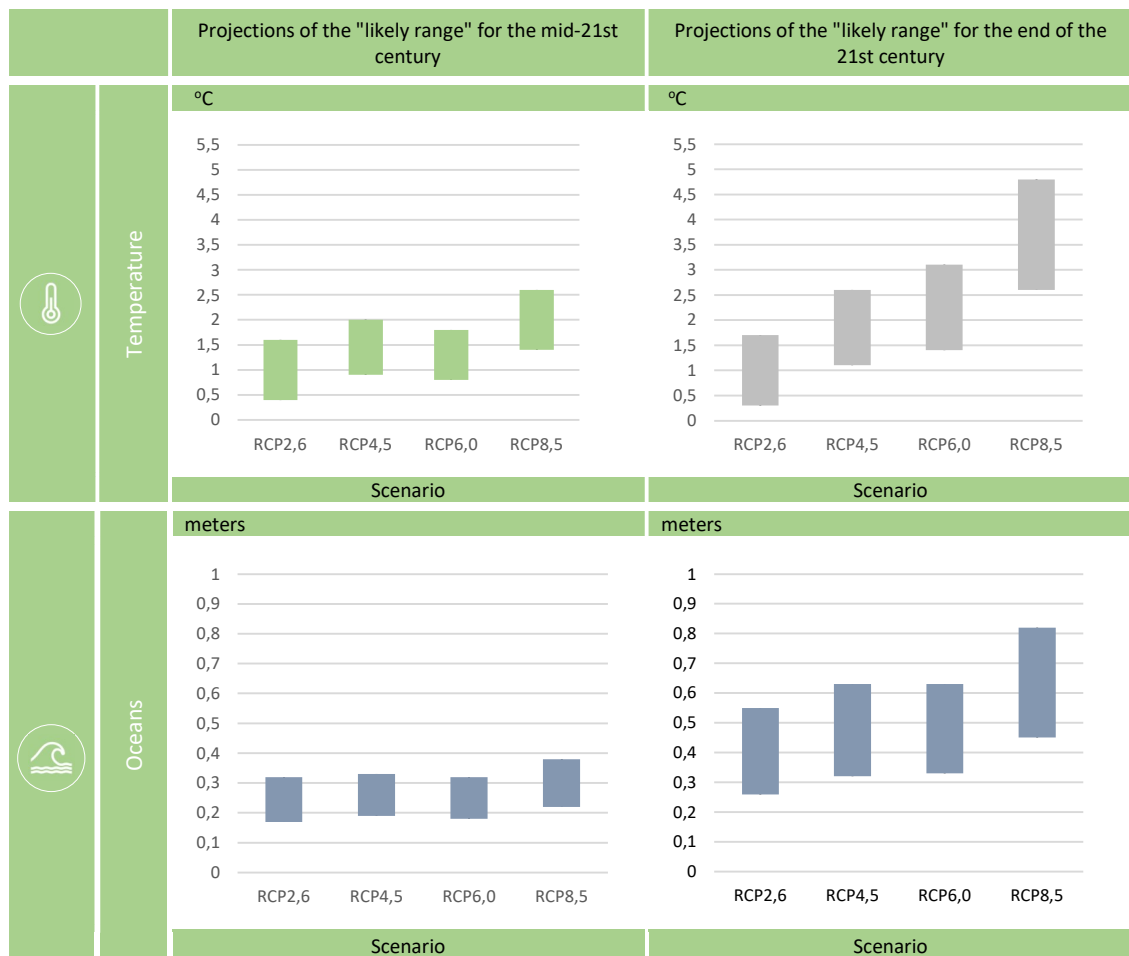 Projections of the "likely range" for the mid-21st
century
Projections of the "likely range" for the end of the
21st century
Temperature
ºC
5,5
5
4,5
4
3,5
3
2,5
2
1,5
1
0,5
0
RCP2,6 RCP4,5 RCP6,0 RCP8,5
Scenario
ºC
5,5
5
4,5
4
3,5
3
2,5
2
1,5
1
0,5
0
RCP2,6 RCP4,5 RCP6,0 RCP8,5
Scenario
Oceans
meters
1
0,9
0,8
0,7
0,6
0,5
0,4
0,3
0,2
0,1
0
RCP2,6 RCP4,5 RCP6,0 RCP8,5
Scenario
meters
1
0,9
0,8
0,7
0,6
0,5
0,4
0,3
0,2
0,1
0
RCP2,6 RCP4,5 RCP6,0 RCP8,5
Scenario